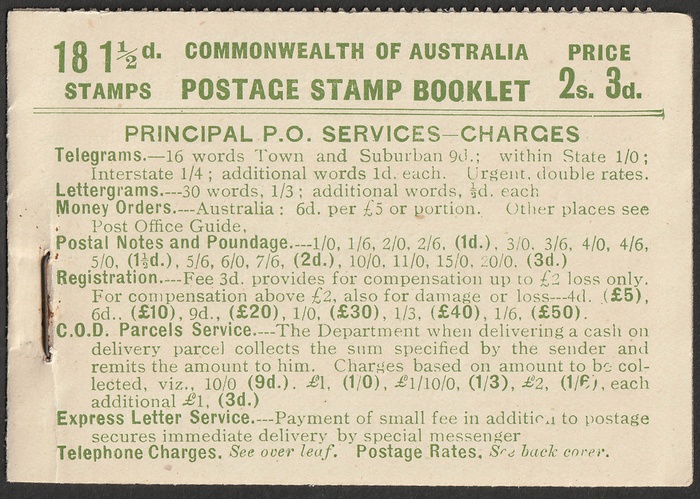 18 1½d. COMMONWEALTH OF AUSTRALIA PRICE
STAMPS POSTAGE STAMP BOOKLET 2s. 3d.
PRINCIPAL P.O. SERVICES—CHARGES
Telegrams.—16 words Town and Suburban 9d.; within State 1/0;
Interstate 1/4; additional words 1d. each. Urgent, double rates.
Lettergrams.---30 words, 1/3; additional words, ½d. each
Money Orders.---Australia: 6d. per £5 or portion. Other places see
Post Office Guide.
Postal Notes and Poundage.---1/0, 1/6, 2/0, 2/6, (1d.), 3/0, 3/6, 4/0, 4/6,
5/0, (1½d.), 5/6, 6/0, 7/6, (2d.), 10/0, 11/0, 15/0, 20/0, (3d.)
Registration.---Fee 3d. provides for compensation up to £2 loss only.
For compensation above £2, also for damage or loss---4d. (£5),
6d., (£10), 9d., (£20), 1/0, (£30), 1/3, (£40), 1/6, (£50).
C.O.D. Parcels Service.---The Department when delivering a cash on
delivery parcel collects the sum specified by the sender and
remits the amount to him. Charges based on amount to be col-
lected, viz., 10/0 (9d.). £1, (1/0), £1/10/0, (1/3), £2, (1/6), each
additional £1, (3d.)
Express Letter Service.---Payment of small fee in addition to postage
secures immediate delivery by special messenger
Telephone Charges. See over leaf. Postage Rates. See back cover.